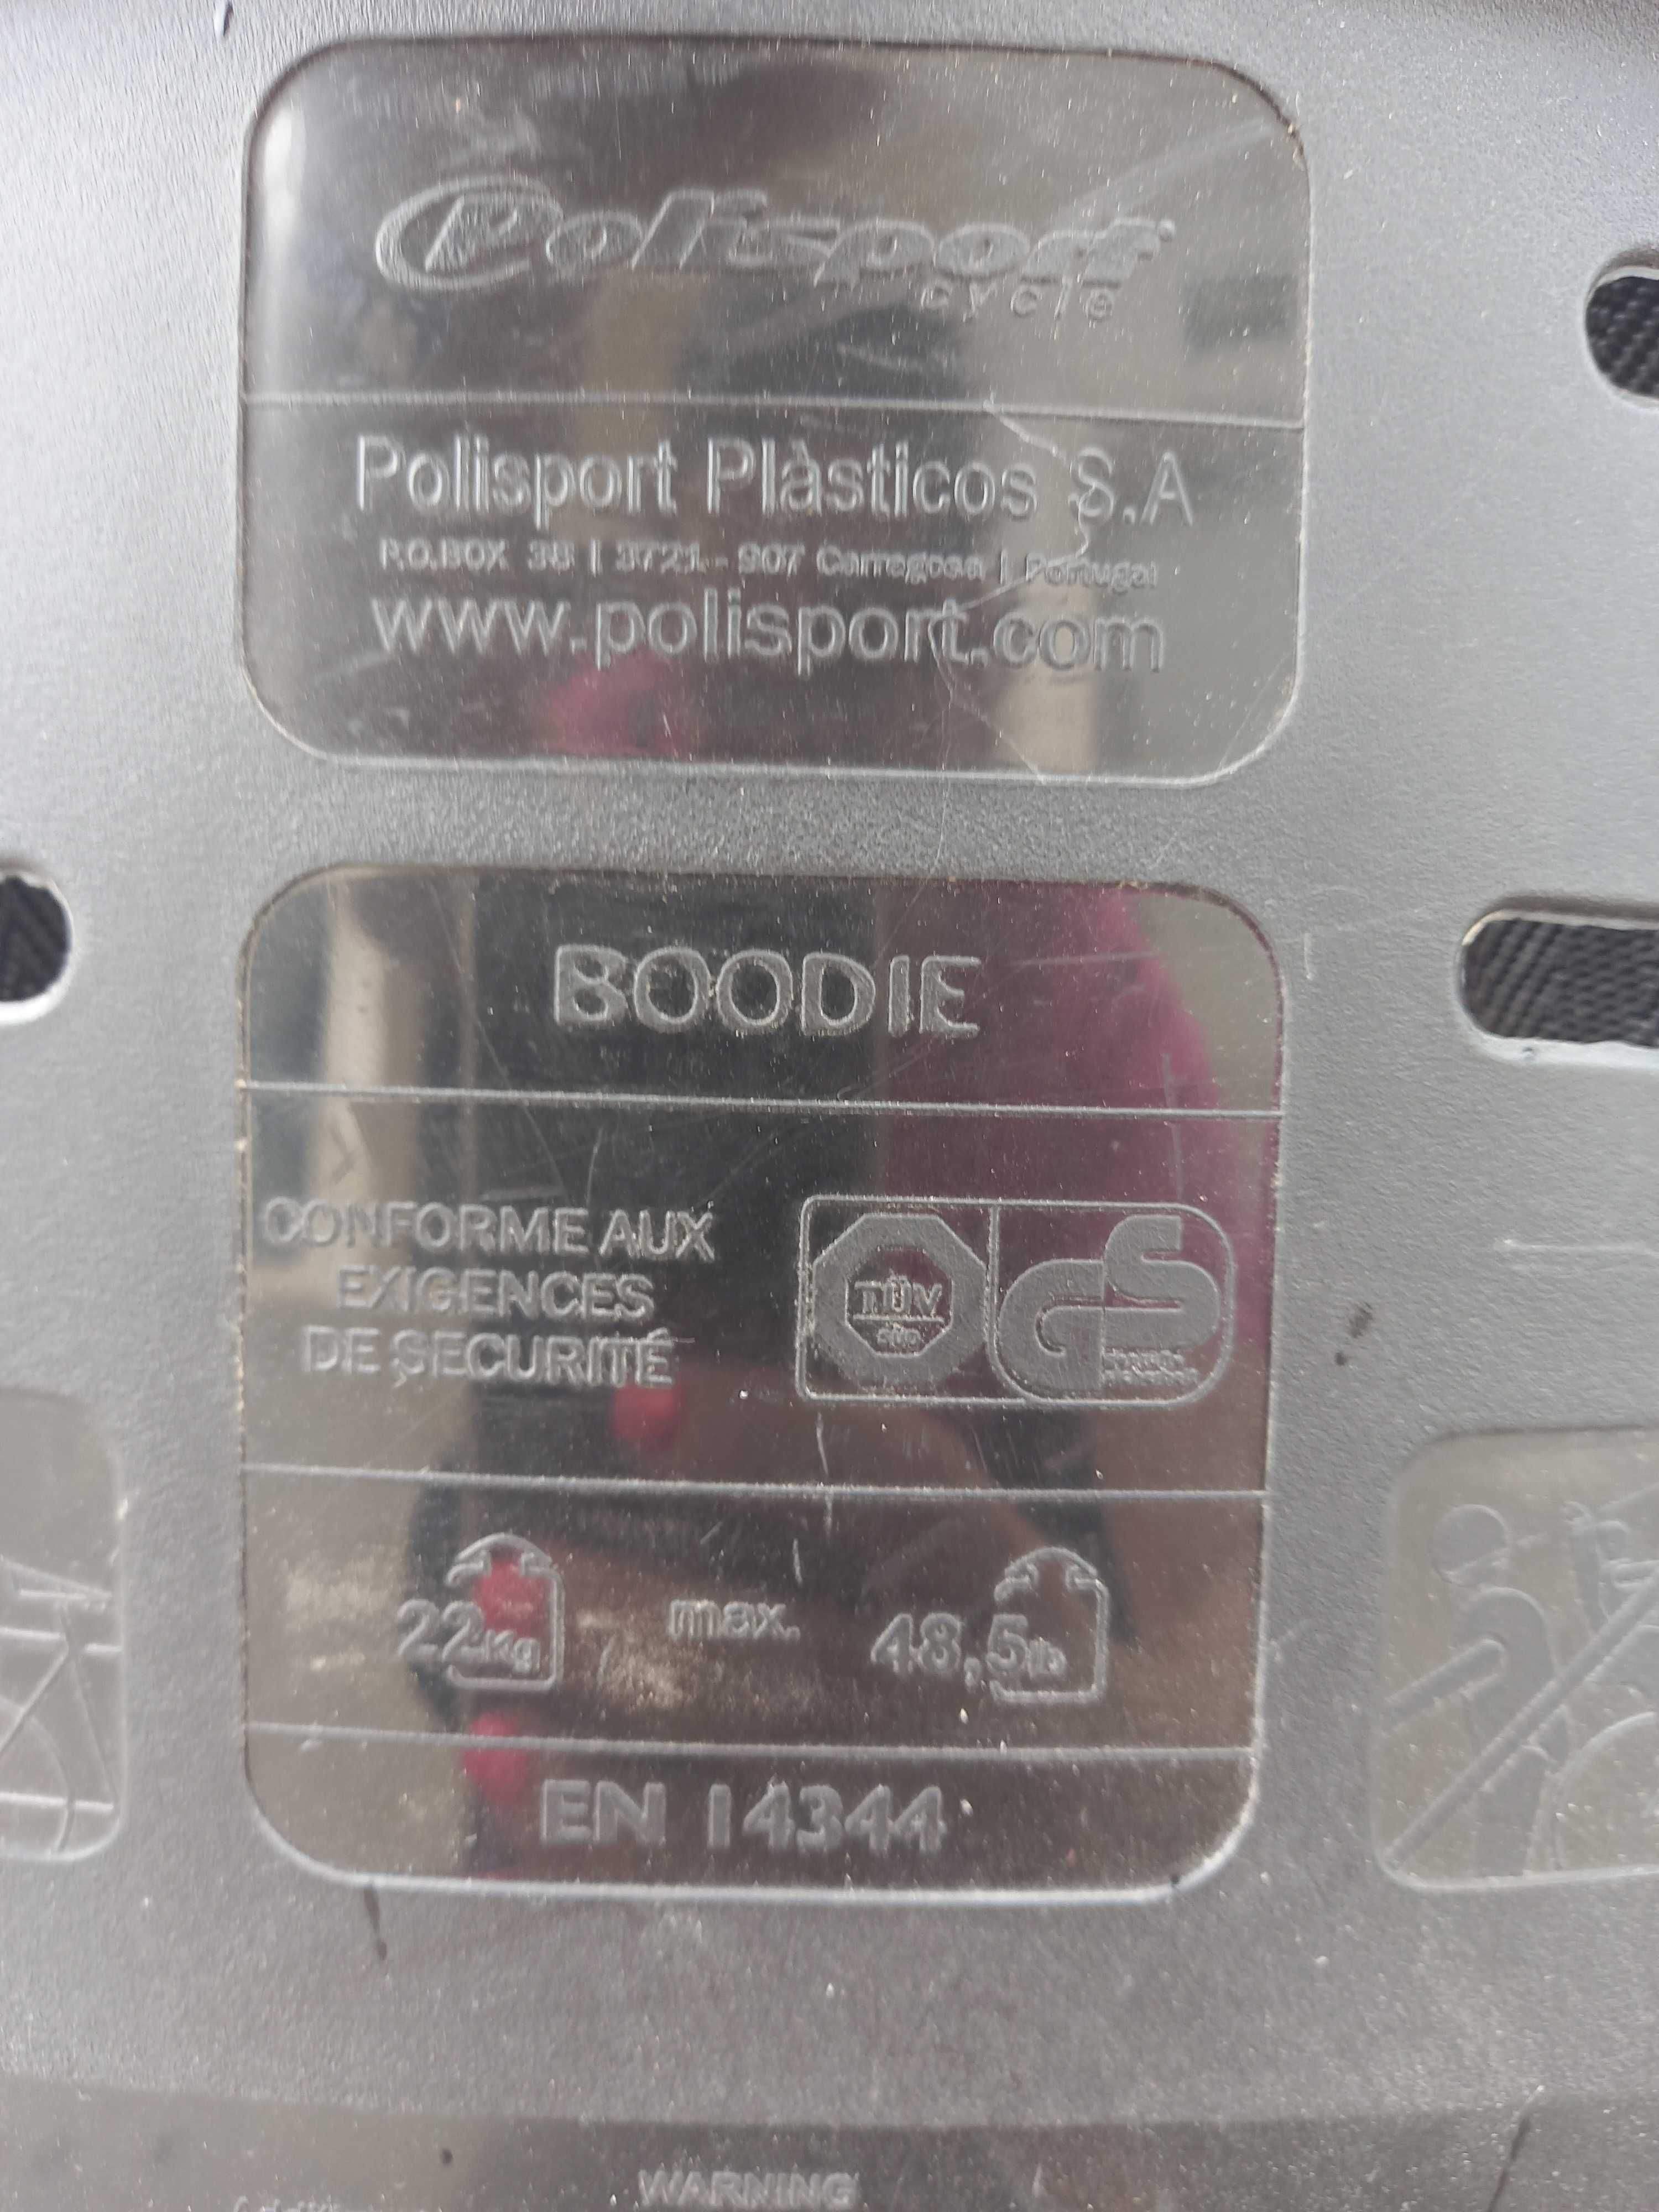 Polisport
cycle
Polisport Plàsticos S.A
P.O.BOX 38 | 3721 - 907 Carregosa | Portugal
www.polisport.com
BOODIE
CONFORME AUX
EXIGENCES
DE SECURITÉ
TÜV
SÜD
GS
22kg max. 48,5lb
EN 14344
WARNING